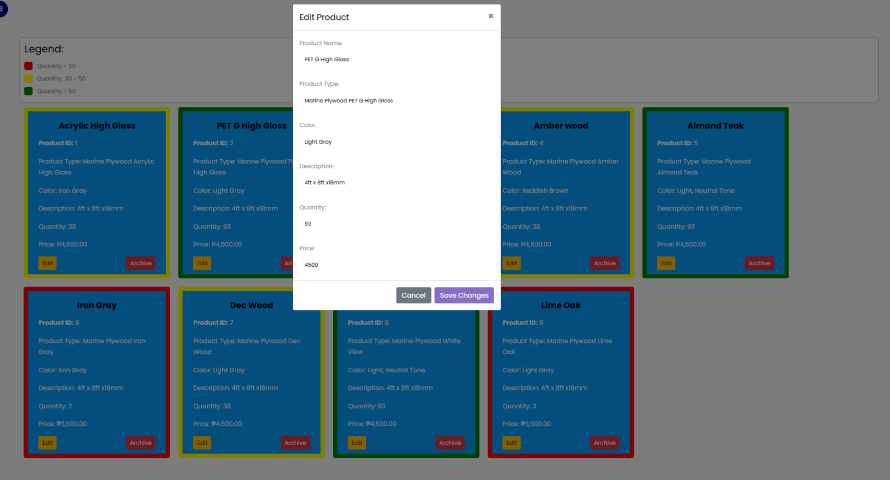 Edit Product
×
Product Name:
PET G High Gloss
Product Type:
Marine Plywood PET G High Gloss
Color:
Light Gray
Description:
4ft x 8ft x18mm
Quantity:
93
Price:
4500
Cancel
Save Changes
Legend:
Quantity < 30
Quantity: 30 - 50
Quantity > 50
Acrylic High Gloss
Product ID: 1
Product Type: Marine Plywood Acrylic
High Gloss
Color: Iron Gray
Description: 4ft x 8ft x18mm
Quantity: 38
Price: ₱4,500.00
Edit
Archive
PET G High Gloss
Product ID: 2
Product Type: Marine Plywood
High Gloss
Color: Light Gray
Description: 4ft x 8ft x18mm
Quantity: 93
Price: ₱4,500.00
Edit
Amber wood
Product ID: 4
Product Type: Marine Plywood Amber
Wood
Color: Reddish Brown
Description: 4ft x 8ft x18mm
Quantity: 38
Price: ₱4,500.00
Edit
Archive
Almond Teak
Product ID: 5
Product Type: Marine Plywood
Almond Teak
Color: Light, Neutral Tone
Description: 4ft x 8ft x18mm
Quantity: 93
Price: ₱4,500.00
Edit
Archive
Iron Gray
Product ID: 6
Product Type: Marine Plywood Iron
Gray
Color: Iron Gray
Description: 4ft x 8ft x18mm
Quantity: 2
Price: ₱3,500.00
Edit
Archive
Dec Wood
Product ID: 7
Product Type: Marine Plywood Dec
Wood
Color: Light Gray
Description: 4ft x 8ft x18mm
Quantity: 38
Price: ₱4,500.00
Edit
Archive
Product ID: 8
Product Type: Marine Plywood White
View
Color: Light, Neutral Tone
Description: 4ft x 8ft x18mm
Quantity: 93
Price: ₱4,500.00
Edit
Archive
Lime Oak
Product ID: 9
Product Type: Marine Plywood Lime
Oak
Color: Light Gray
Description: 4ft x 8ft x18mm
Quantity: 3
Price: ₱3,500.00
Edit
Archive